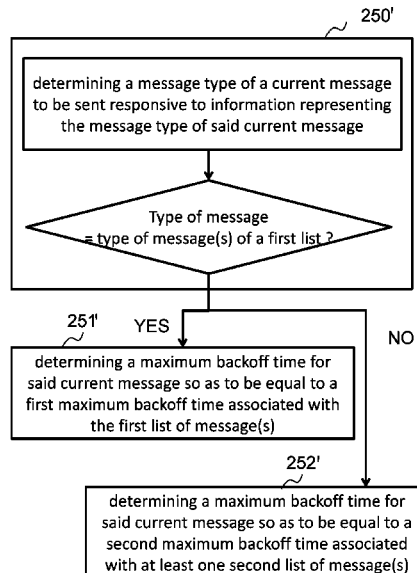 250'
determining a message type of a current message
to be sent responsive to information representing
the message type of said current message
Type of message
= type of message(s) of a first list ?
251'
YES
NO
determining a maximum backoff time for
said current message so as to be equal to a
first maximum backoff time associated with
the first list of message(s)
252'
determining a maximum backoff time for
said current message so as to be equal to a
second maximum backoff time associated
with at least one second list of message(s)